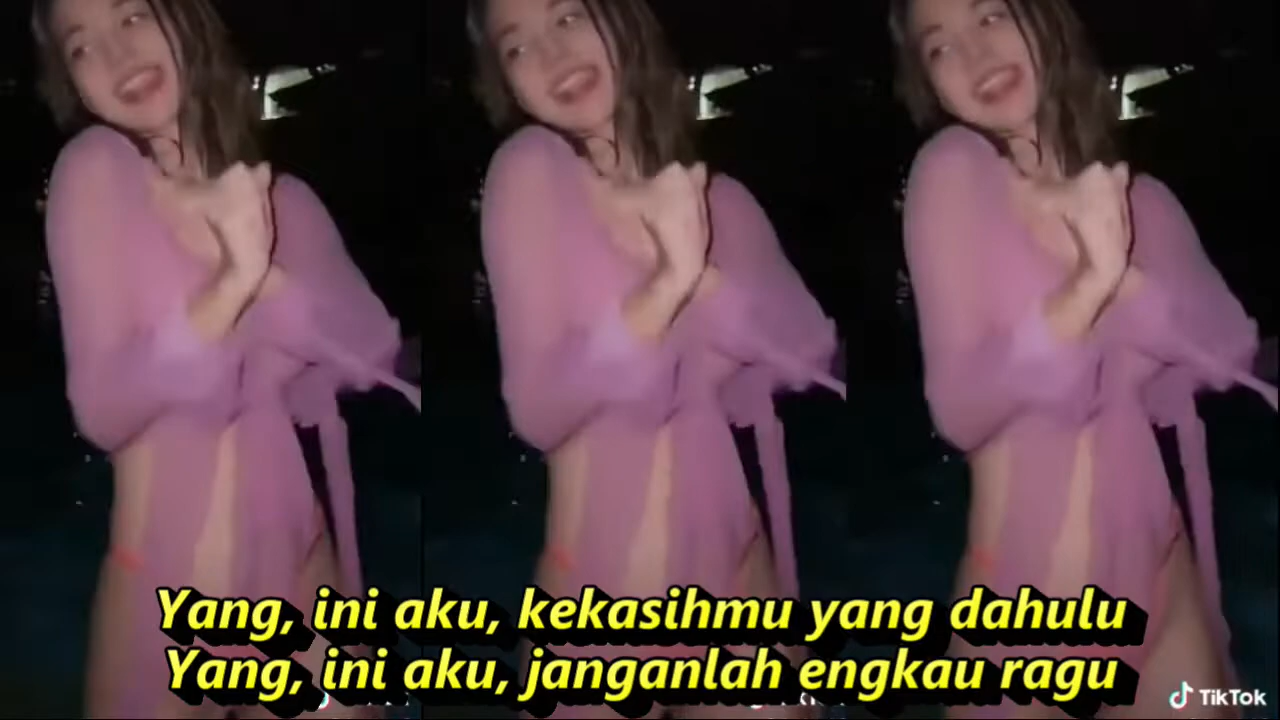 Yang, ini aku, kekasihmu yang dahulu
Yang, ini aku, janganlah engkau ragu
TikTok